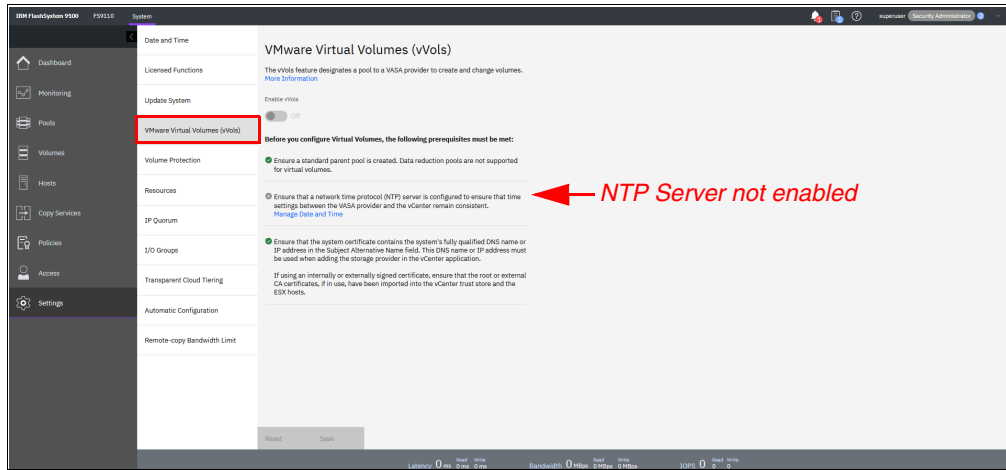 IBM FlashSystem 9100 FS9110 System
superuser Security Administrator
Date and Time
Dashboard
Licensed Functions
Monitoring
Update System
Pools
VMware Virtual Volumes (vVols)
Volumes
Volume Protection
Hosts
Resources
Copy Services
IP Quorum
Policies
I/O Groups
Access
Transparent Cloud Tiering
Settings
Automatic Configuration
Remote-copy Bandwidth Limit
VMware Virtual Volumes (vVols)
The vVols feature designates a pool to a VASA provider to create and change volumes.
More Information
Enable vVols
Off
Before you configure Virtual Volumes, the following prerequisites must be met:
Ensure a standard parent pool is created. Data reduction pools are not supported
for virtual volumes.
Ensure that a network time protocol (NTP) server is configured to ensure that time
settings between the VASA provider and the vCenter remain consistent.
Manage Date and Time
NTP Server not enabled
Ensure that the system certificate contains the system's fully qualified DNS name or
IP address in the Subject Alternative Name field. This DNS name or IP address must
be used when adding the storage provider in the vCenter application.
If using an internally or externally signed certificate, ensure that the root or external
CA certificates, if in use, have been imported into the vCenter trust store and the
ESX hosts.
Reset Save
Latency 0 ms Read 0 ms Write 0 ms Bandwidth 0 MBps Read 0 MBps Write 0 MBps IOPS 0 Read 0 Write 0